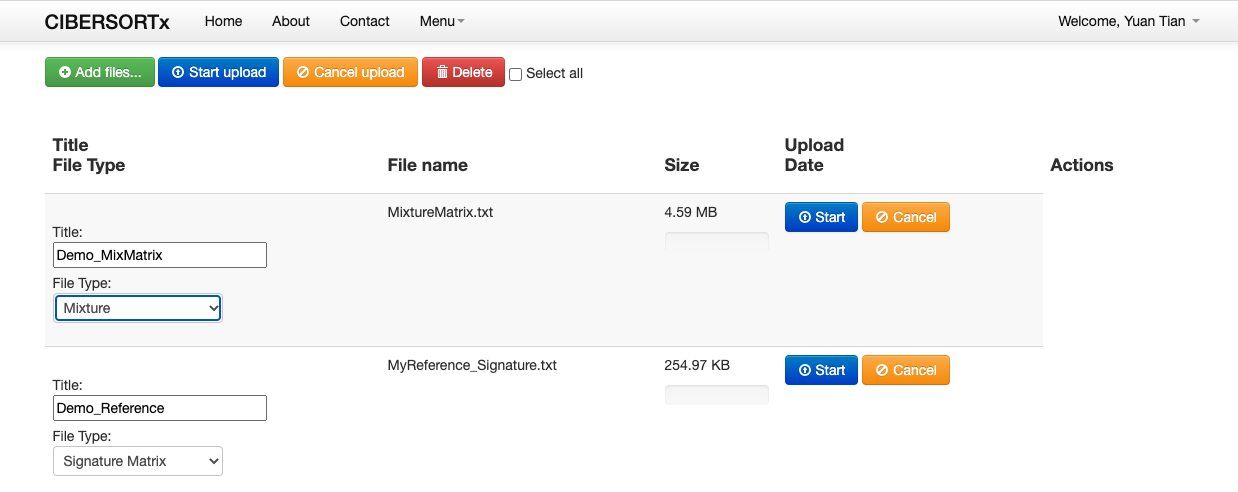 CIBERSORTx Home About Contact Menu Welcome, Yuan Tian
Add files... Start upload Cancel upload Delete Select all
Title Upload
File Type File name Size Date Actions
MixtureMatrix.txt 4.59 MB Start Cancel
Title:
Demo_MixMatrix
File Type:
Mixture
MyReference_Signature.txt 254.97 KB Start Cancel
Title:
Demo_Reference
File Type:
Signature Matrix